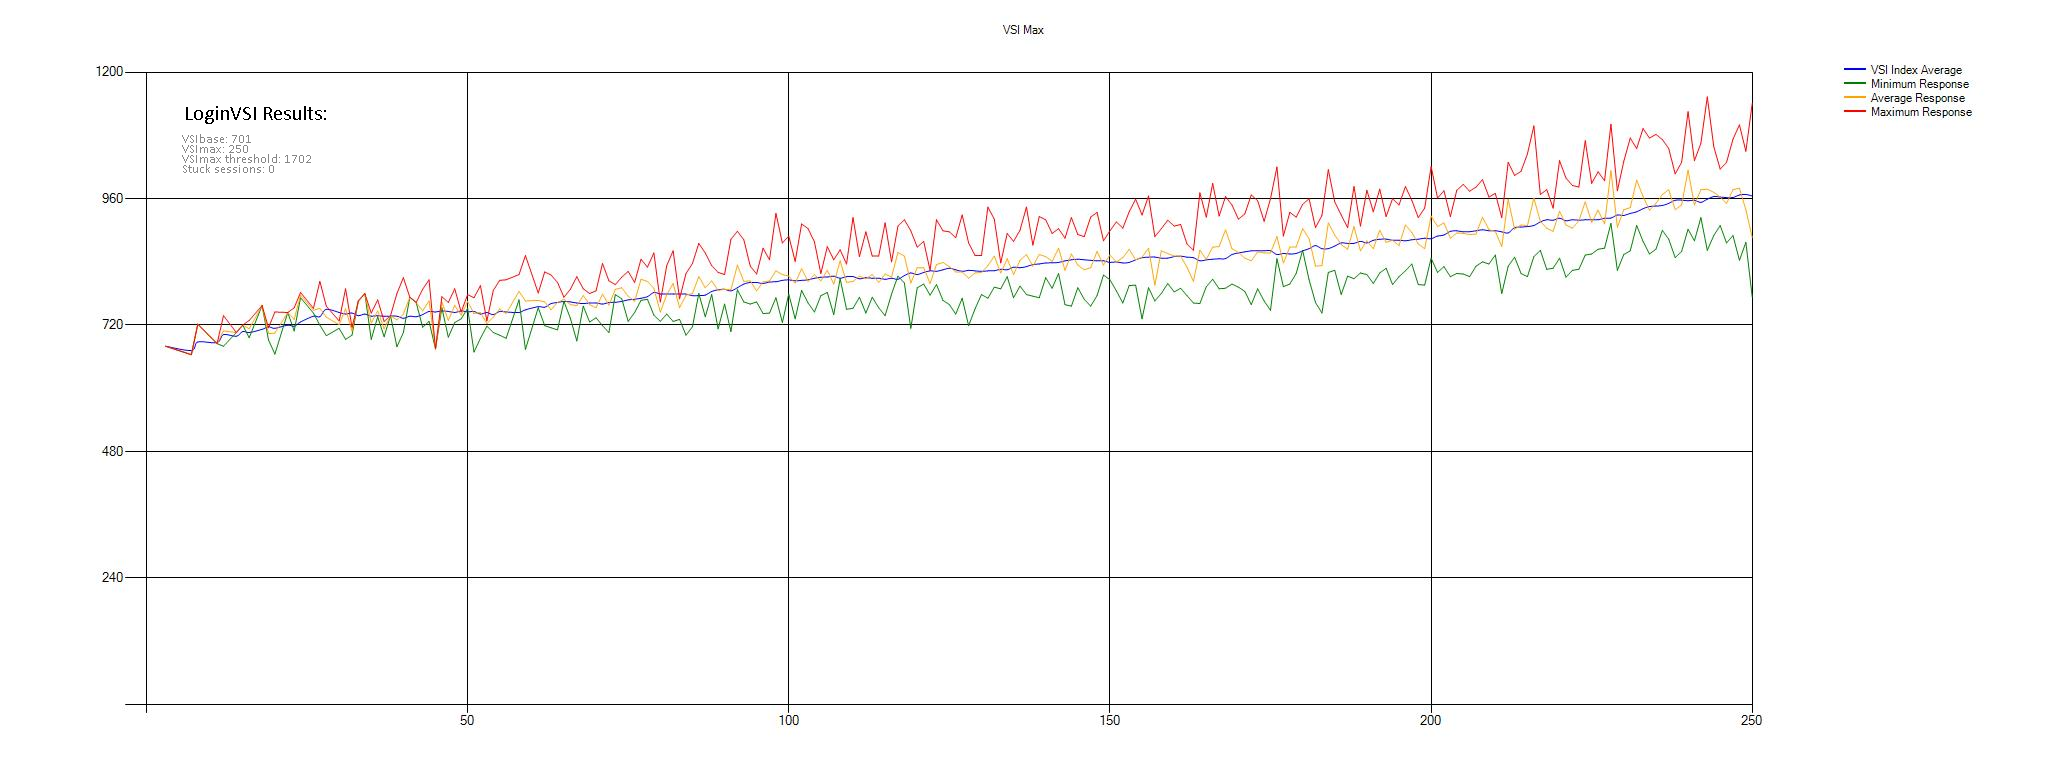 VSI Max
1200
960
720
480
240
50
100
150
200
250
LoginVSI Results:
VSIbase: 701
VSImax: 250
VSImax threshold: 1702
Stuck sessions: 0
VSI Index Average
Minimum Response
Average Response
Maximum Response